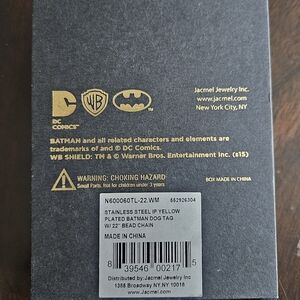 Jacmel Jewelry Inc.
www.jacmel.com
New York City, NY
DC
COMICS™
WB
BATMAN and all related characters and elements are
trademarks of and © DC Comics.
WB SHIELD: TM & © Warner Bros. Entertainment Inc. (s15)
WARNING: CHOKING HAZARD
Small Parts. Not for children under 3 years
BOX MADE IN CHINA
N600060TL-22.WM 552926304
STAINLESS STEEL IP YELLOW
PLATED BATMAN DOG TAG
W/ 22" BEAD CHAIN
MADE IN CHINA
8 39546 00217 5
Distributed by: Jacmel Jewelry Inc
1385 Broadway NY, NY 10018